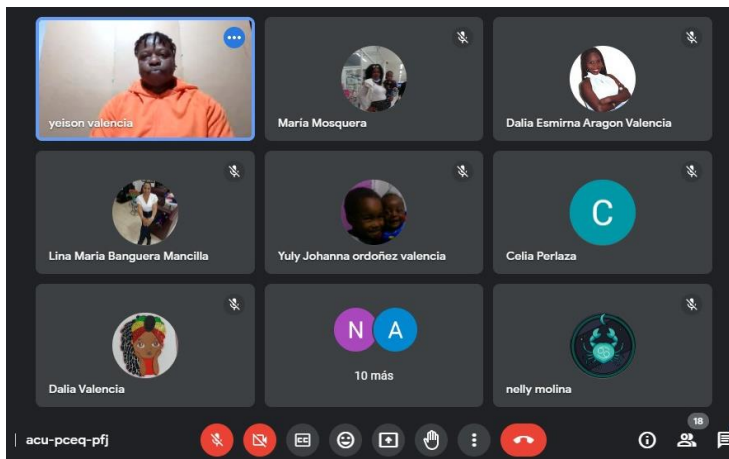 yeison valencia
María Mosquera
Dalia Esmirna Aragon Valencia
Lina Maria Banguera Mancilla
Yuly Johanna ordoñez valencia
C
Celia Perlaza
Dalia Valencia
N A
10 más
nelly molina
acu-pceq-pfj
CC
18